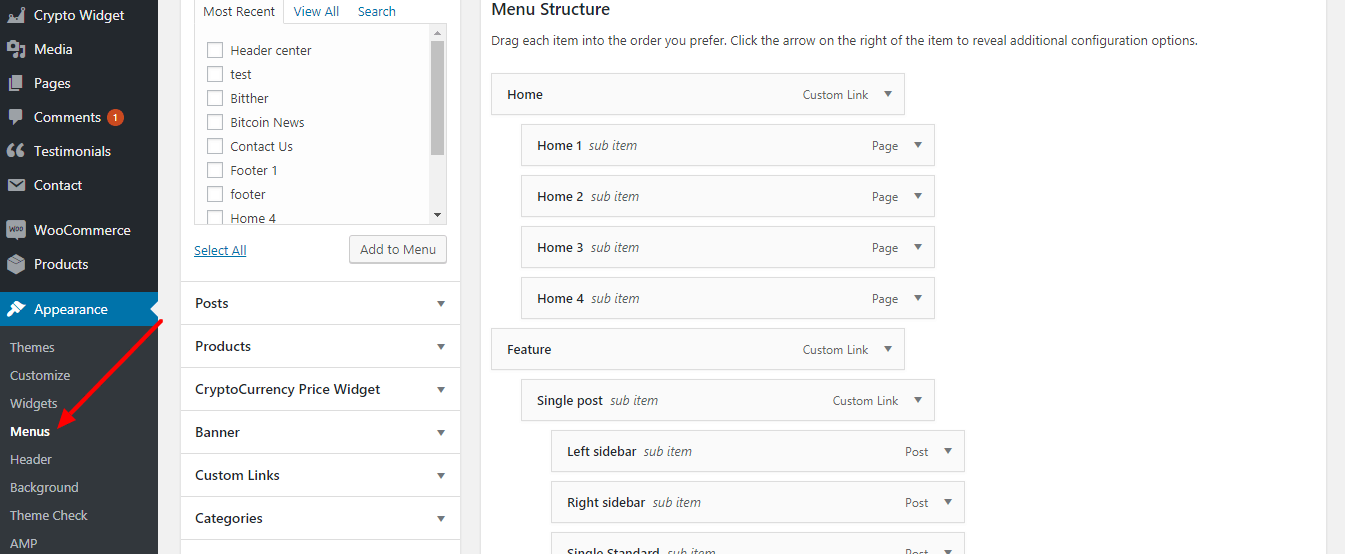 Crypto Widget
Media
Pages
Comments 1
Testimonials
Contact
WOO WooCommerce
Products
Appearance
Themes
Customize
Widgets
Menus
Header
Background
Theme Check
AMP
Most Recent View All Search
Header center
test
Bitther
Bitcoin News
Contact Us
Footer 1
footer
Home 4
Select All Add to Menu
Posts
Products
CryptoCurrency Price Widget
Banner
Custom Links
Categories
Menu Structure
Drag each item into the order you prefer. Click the arrow on the right of the item to reveal additional configuration options.
Home Custom Link
Home 1 sub item Page
Home 2 sub item Page
Home 3 sub item Page
Home 4 sub item Page
Feature Custom Link
Single post sub item Custom Link
Left sidebar sub item Post
Right sidebar sub item Post
Single Standard sub item Post